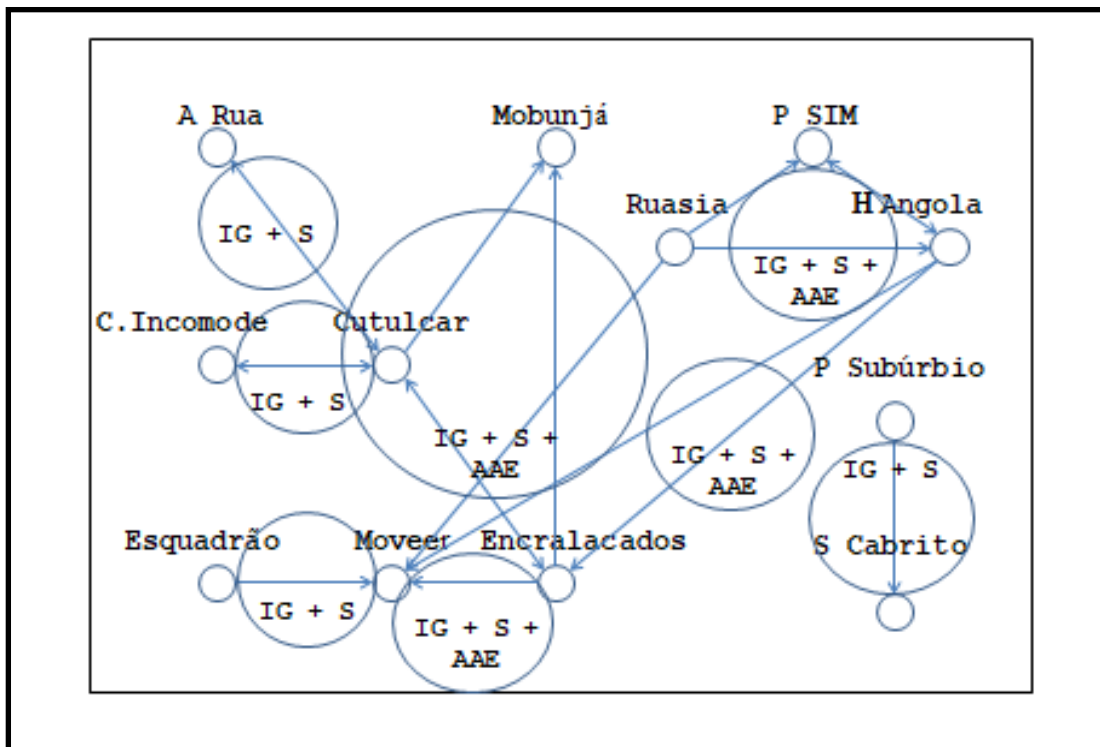 A Rua
Mobunjá
P SIM
Ruasia
H Angola
IG + S
IG + S +
AAE
C.Incomode
Cutulcar
P Subúrbio
IG + S
IG + S +
AAE
IG + S +
AAE
IG + S
Esquadrão
Moveer
Encralacados
S Cabrito
IG + S
IG + S +
AAE